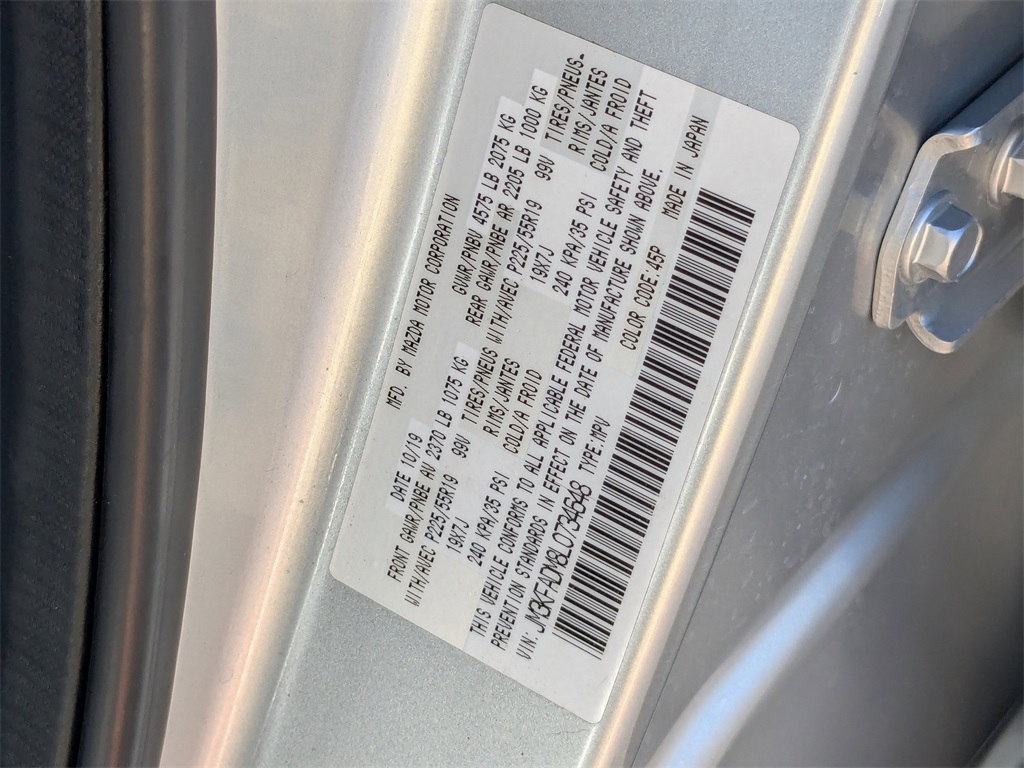 MFD. BY MAZDA MOTOR CORPORATION
DATE 10/19 GVWR/PNBV 4575 LB 2075 KG
FRONT GAWR/PNBE AV 2370 LB 1075 KG REAR GAWR/PNBE AR 2205 LB 1000 KG
WITH/AVEC P225/55R19 99V TIRES/PNEUS WITH/AVEC P225/55R19 99V TIRES/PNEUS
19X7J RIMS/JANTES 19X7J RIMS/JANTES
240 KPA/35 PSI COLD/A FROID 240 KPA/35 PSI COLD/A FROID
THIS VEHICLE CONFORMS TO ALL APPLICABLE FEDERAL MOTOR VEHICLE SAFETY AND THEFT
PREVENTION STANDARDS IN EFFECT ON THE DATE OF MANUFACTURE SHOWN ABOVE.
VIN: JM3KFADM8L0734648 TYPE:MPV COLOR CODE:45P MADE IN JAPAN